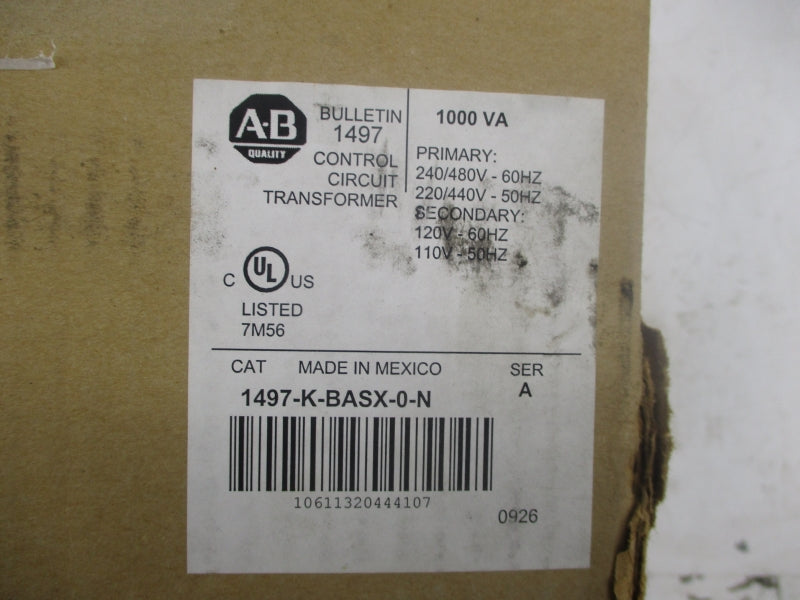 A-B
QUALITY
BULLETIN
1497
CONTROL
CIRCUIT
TRANSFORMER
1000 VA
PRIMARY:
240/480V - 60HZ
220/440V - 50HZ
SECONDARY:
120V - 60HZ
110V - 50HZ
C UL US
LISTED
7M56
CAT MADE IN MEXICO SER
1497-K-BASX-0-N A
10611320444107
0926